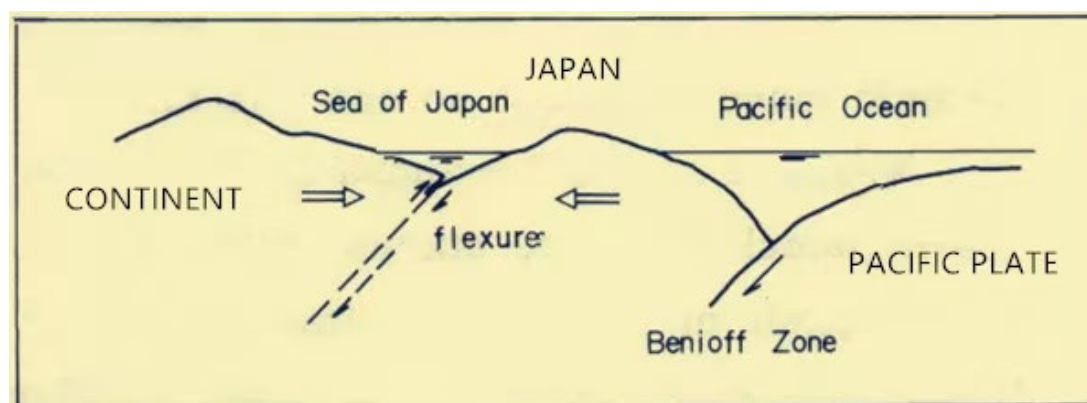 JAPAN
Sea of Japan
Pacific Ocean
CONTINENT
flexure
PACIFIC PLATE
Benioff Zone